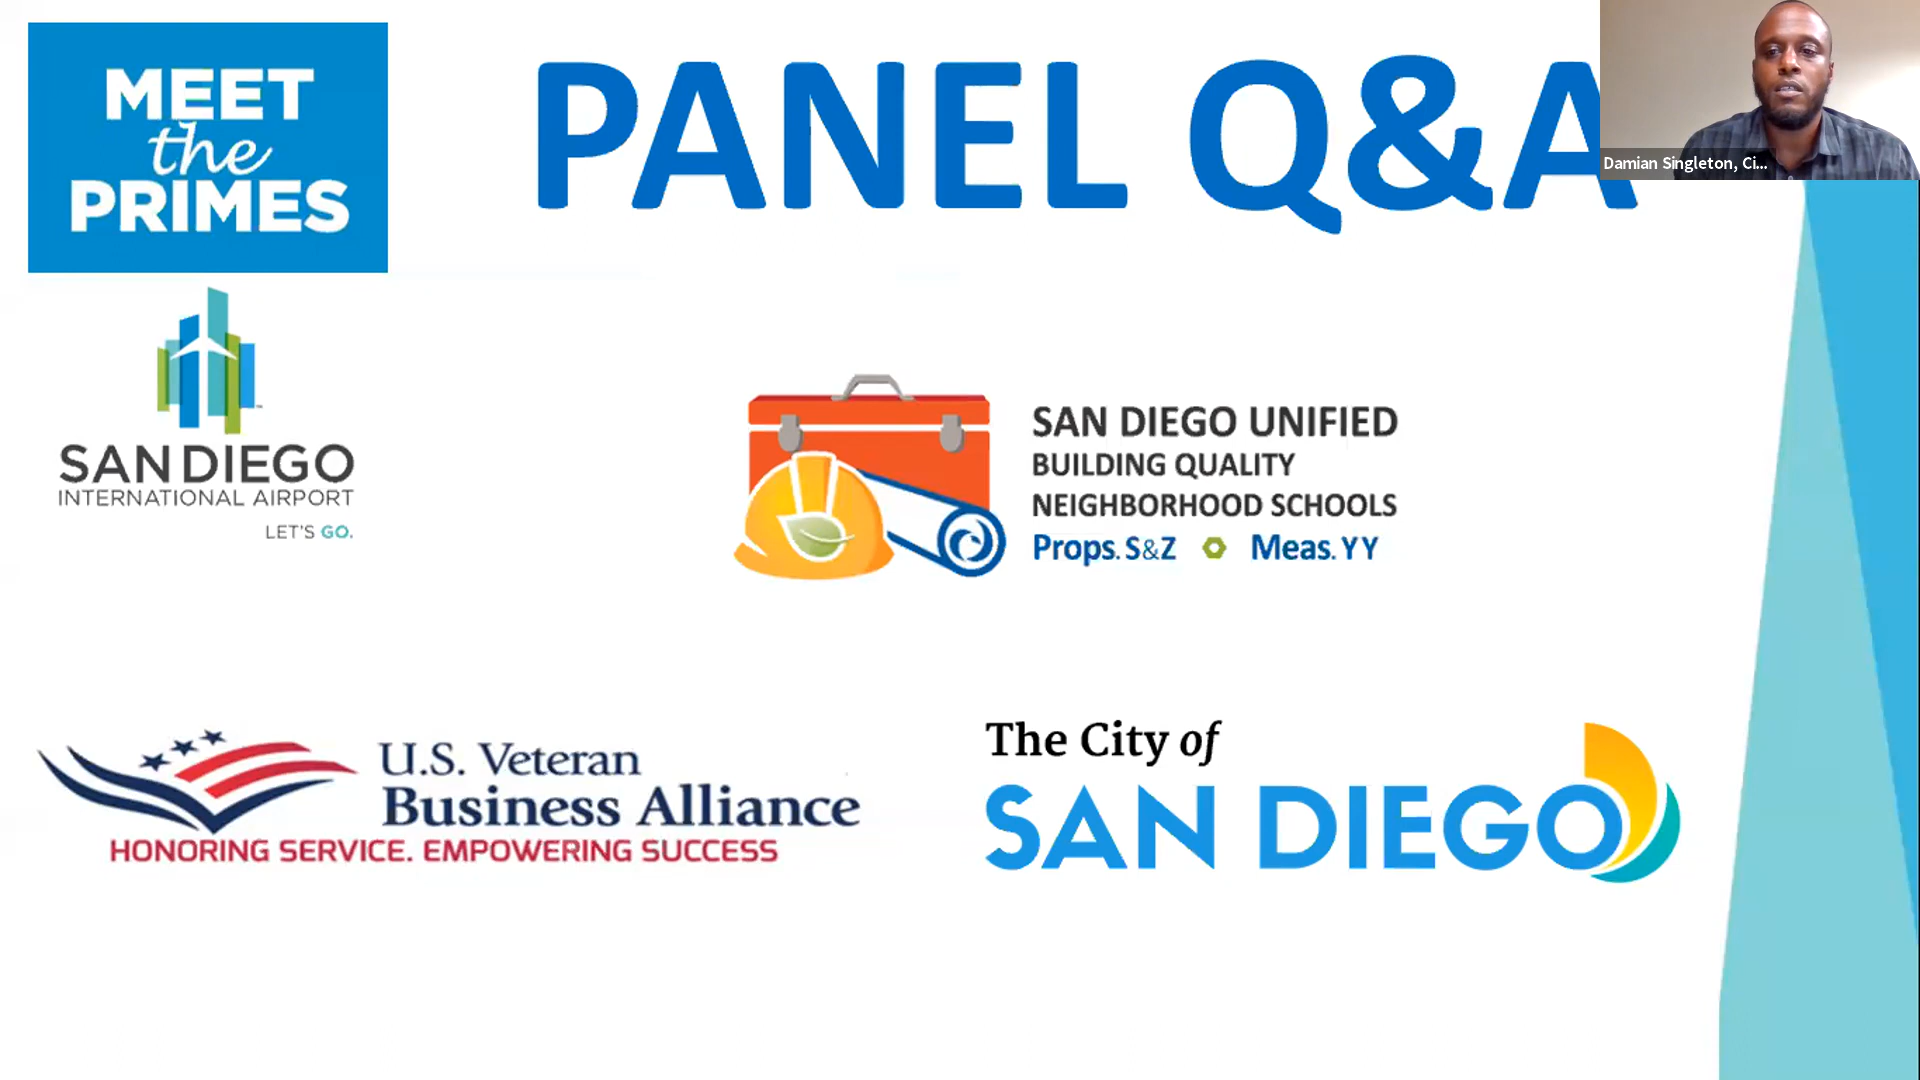 MEET
the
PRIMES
PANEL Q&A
Damian Singleton, Ci...
SAN DIEGO
INTERNATIONAL AIRPORT
LET'S GO.
SAN DIEGO UNIFIED
BUILDING QUALITY
NEIGHBORHOOD SCHOOLS
Props. S&Z Meas. YY
U.S. Veteran
Business Alliance
HONORING SERVICE. EMPOWERING SUCCESS
The City of
SAN DIEGO